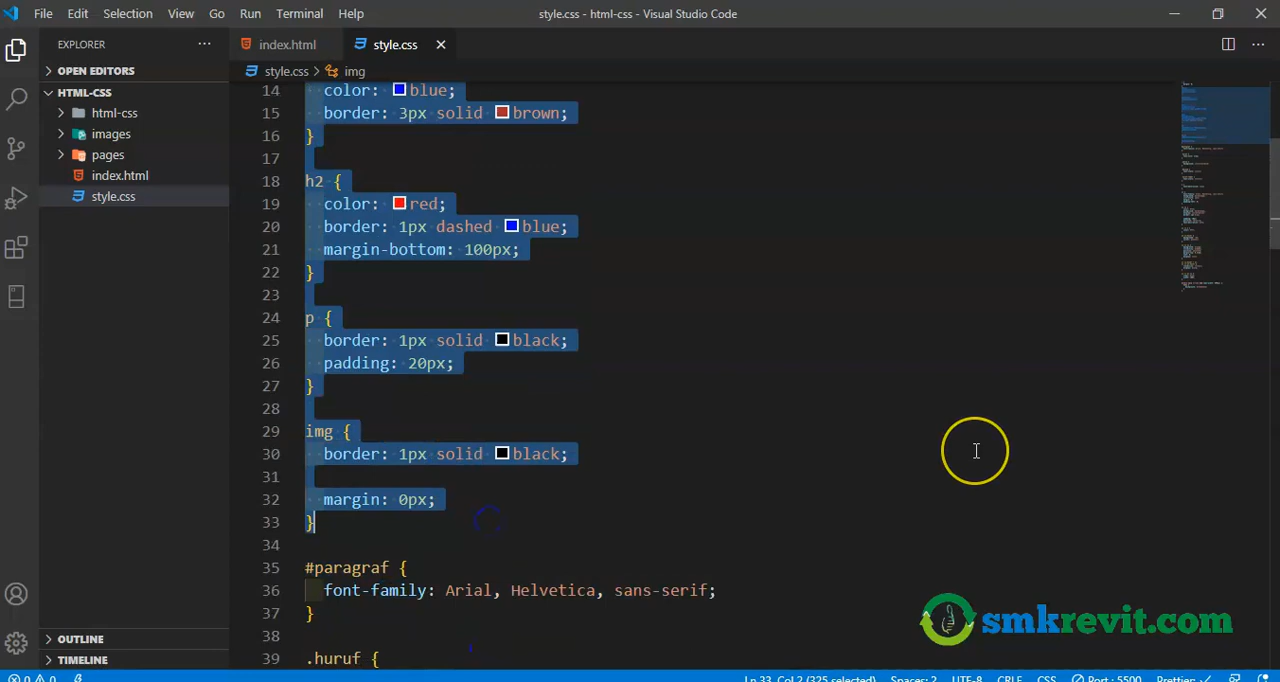 File Edit Selection View Go Run Terminal Help
style.css - html-css - Visual Studio Code
EXPLORER
OPEN EDITORS
HTML-CSS
html-css
images
pages
index.html
style.css
OUTLINE
TIMELINE
index.html style.css
style.css > img
14 color: blue;
15 border: 3px solid brown;
16 }
17
18 h2 {
19 color: red;
20 border: 1px dashed blue;
21 margin-bottom: 100px;
22 }
23
24 p {
25 border: 1px solid black;
26 padding: 20px;
27 }
28
29 img {
30 border: 1px solid black;
31
32 margin: 0px;
33 }
34
35 #paragraf {
36 font-family: Arial, Helvetica, sans-serif;
37 }
38
39 .huruf {
smkrevit.com
0 0 Ln 33, Col 2 (325 selected) Spaces: 2 UTF-8 CRLF CSS Port : 5500 Prettier